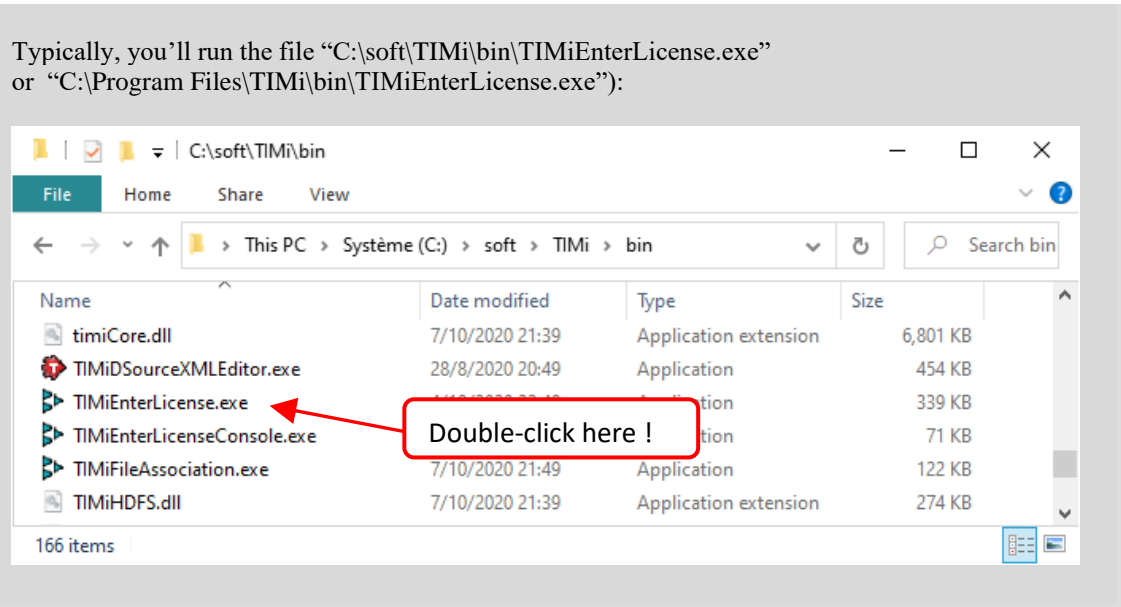 Typically, you’ll run the file “C:\soft\TIMi\bin\TIMiEnterLicense.exe”
or “C:\Program Files\TIMi\bin\TIMiEnterLicense.exe”):
C:\soft\TIMi\bin
File Home Share View
This PC > Système (C:) > soft > TIMi > bin Search bin
Name Date modified Type Size
timiCore.dll 7/10/2020 21:39 Application extension 6,801 KB
TIMiDSourceXMLEditor.exe 28/8/2020 20:49 Application 454 KB
TIMiEnterLicense.exe 339 KB
Double-click here !
TIMiEnterLicenseConsole.exe 71 KB
TIMiFileAssociation.exe 7/10/2020 21:49 Application 122 KB
TIMiHDFS.dll 7/10/2020 21:39 Application extension 274 KB
166 items